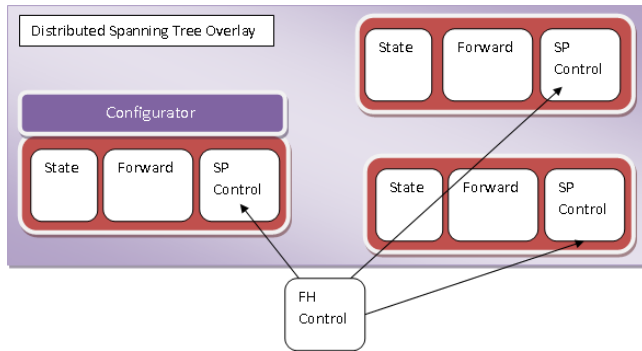 Distributed Spanning Tree Overlay
State
Forward
SP
Control
Configurator
State
Forward
SP
Control
State
Forward
SP
Control
FH
Control